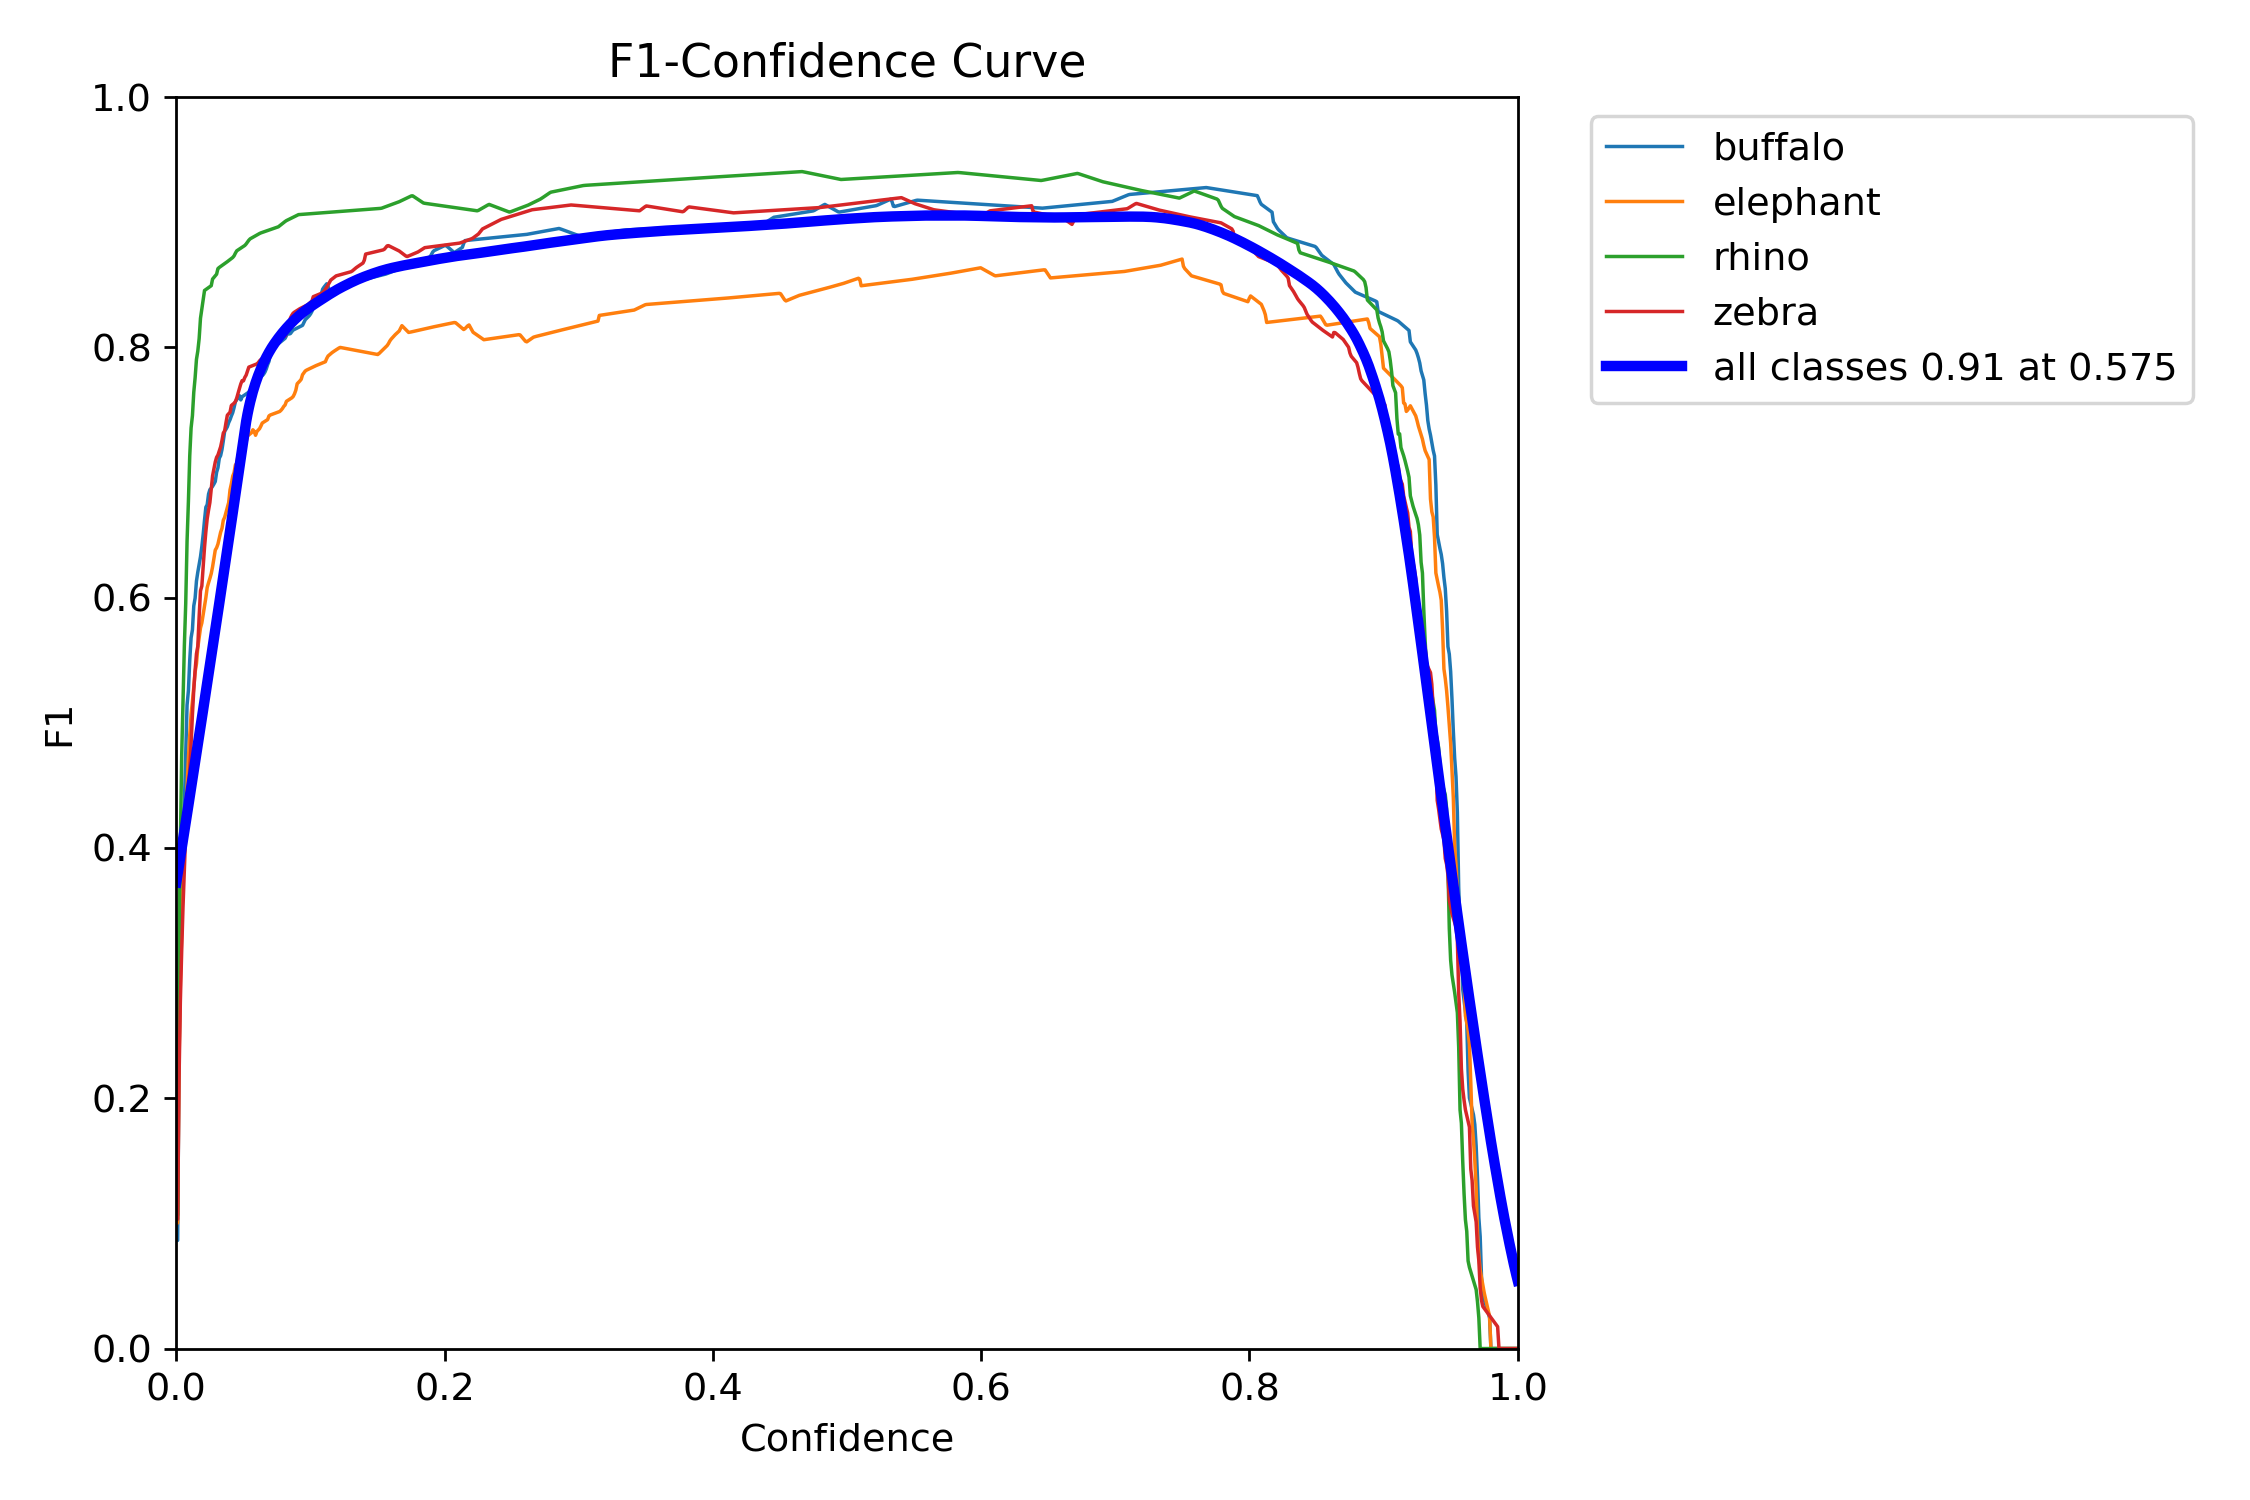 F1-Confidence Curve
1.0
0.8
0.6
0.4
0.2
0.0
F1
0.0 0.2 0.4 0.6 0.8 1.0
Confidence
buffalo
elephant
rhino
zebra
all classes 0.91 at 0.575